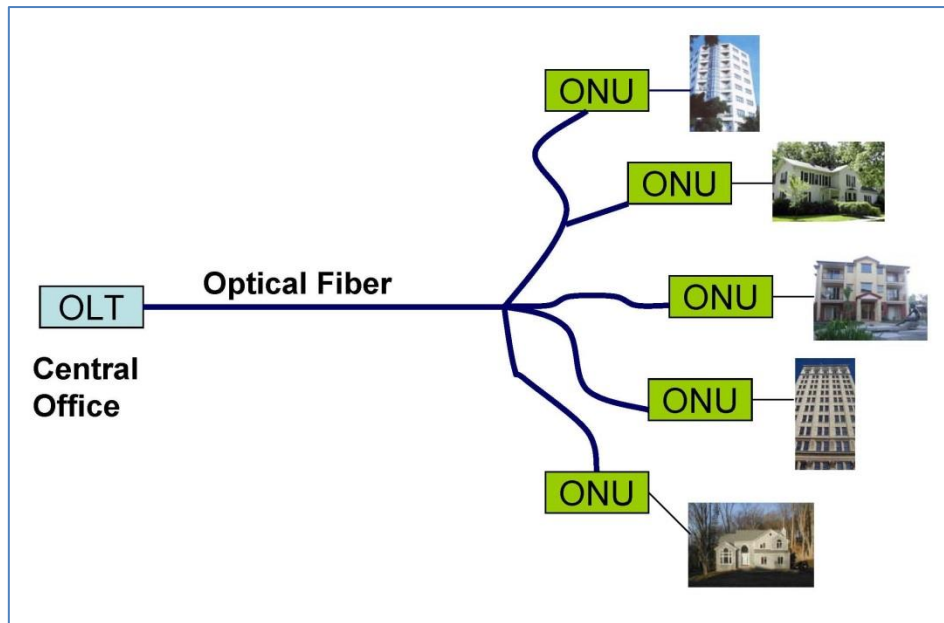 ONU
ONU
Optical Fiber
ONU
OLT
Central
Office
ONU
ONU